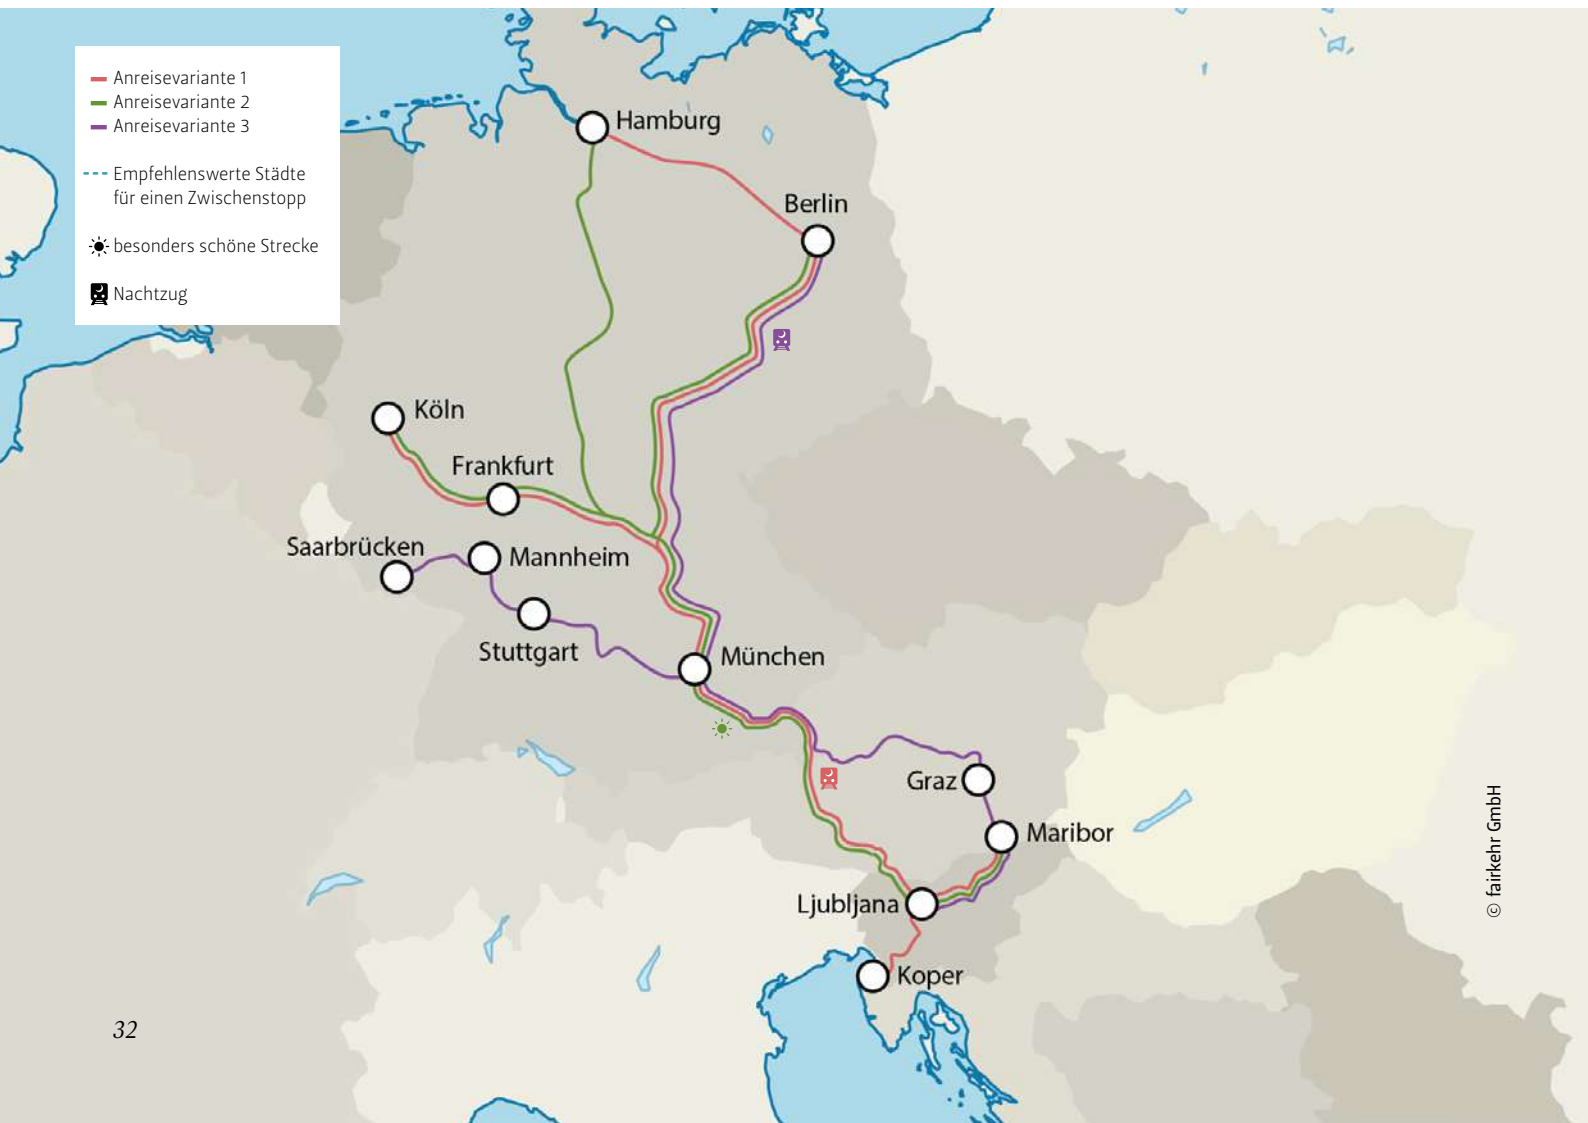 Anreisevariante 1
Anreisevariante 2
Anreisevariante 3
Empfehlenswerte Städte
für einen Zwischenstopp
besonders schöne Strecke
Nachtzug
Hamburg
Berlin
Köln
Frankfurt
Saarbrücken
Mannheim
Stuttgart
München
Graz
Maribor
Ljubljana
Koper
© fairkehr GmbH
32